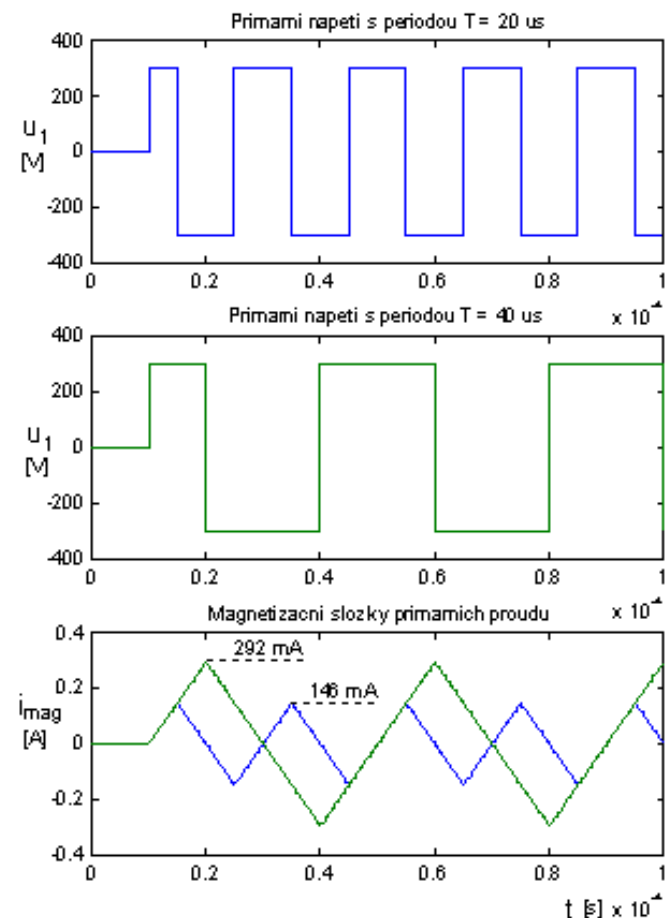 Primarni napeti s periodou T = 20 us
400
200
0
-200
-400
u1
[V]
0 0.2 0.4 0.6 0.8 1
x 10-4
Primarni napeti s periodou T = 40 us
400
200
0
-200
-400
u1
[V]
0 0.2 0.4 0.6 0.8 1
x 10-4
Magnetizacni slozky primarnich proudu
0.4
0.2
0
-0.2
-0.4
imag
[A]
292 mA
146 mA
0 0.2 0.4 0.6 0.8 1
t [s] x 10-4